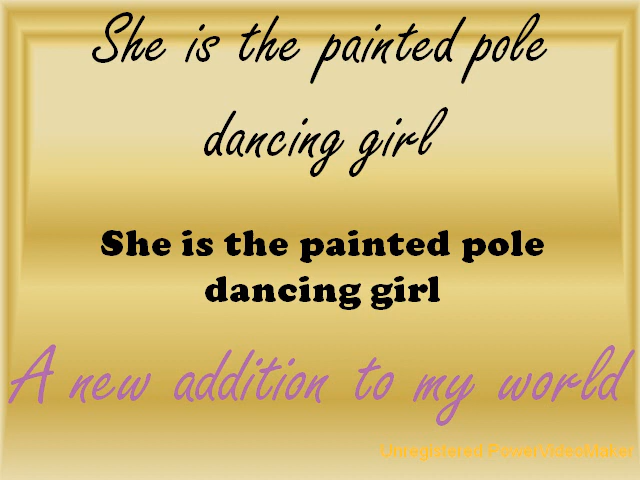 She is the painted pole
dancing girl
She is the painted pole
dancing girl
A new addition to my world
Unregistered PowerVideoMaker